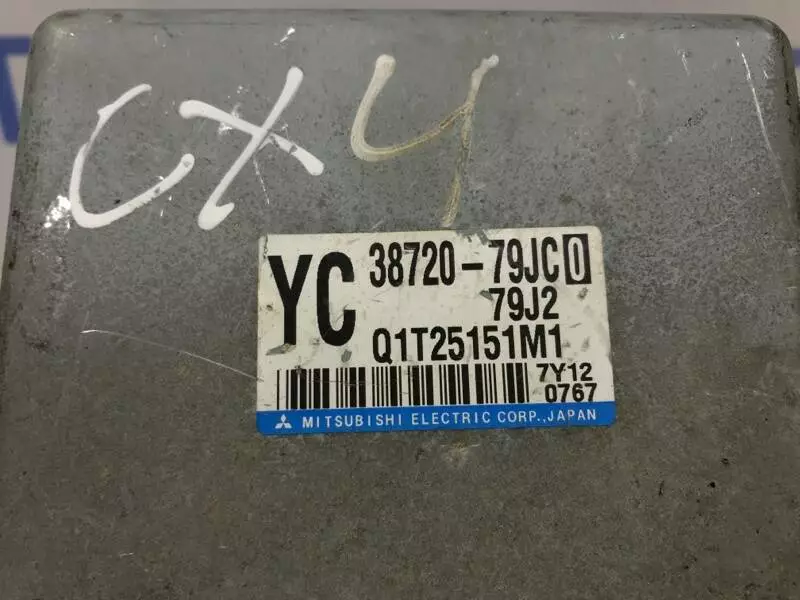 CX4
YC 38720-79JC0
79J2
Q1T25151M1
7Y12
0767
MITSUBISHI ELECTRIC CORP.,JAPAN